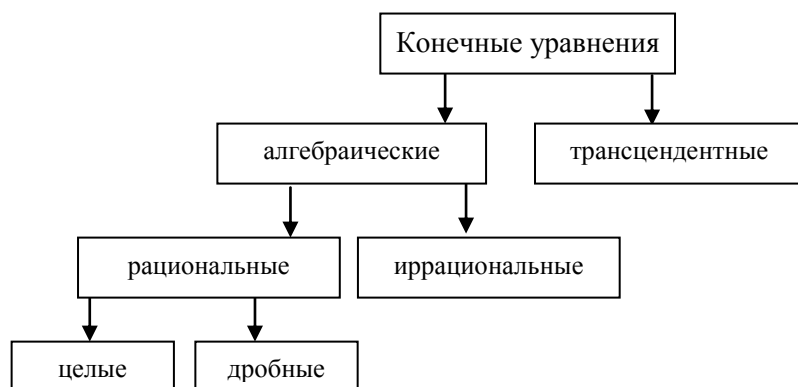 Конечные уравнения
алгебраические
трансцендентные
рациональные
иррациональные
целые
дробные